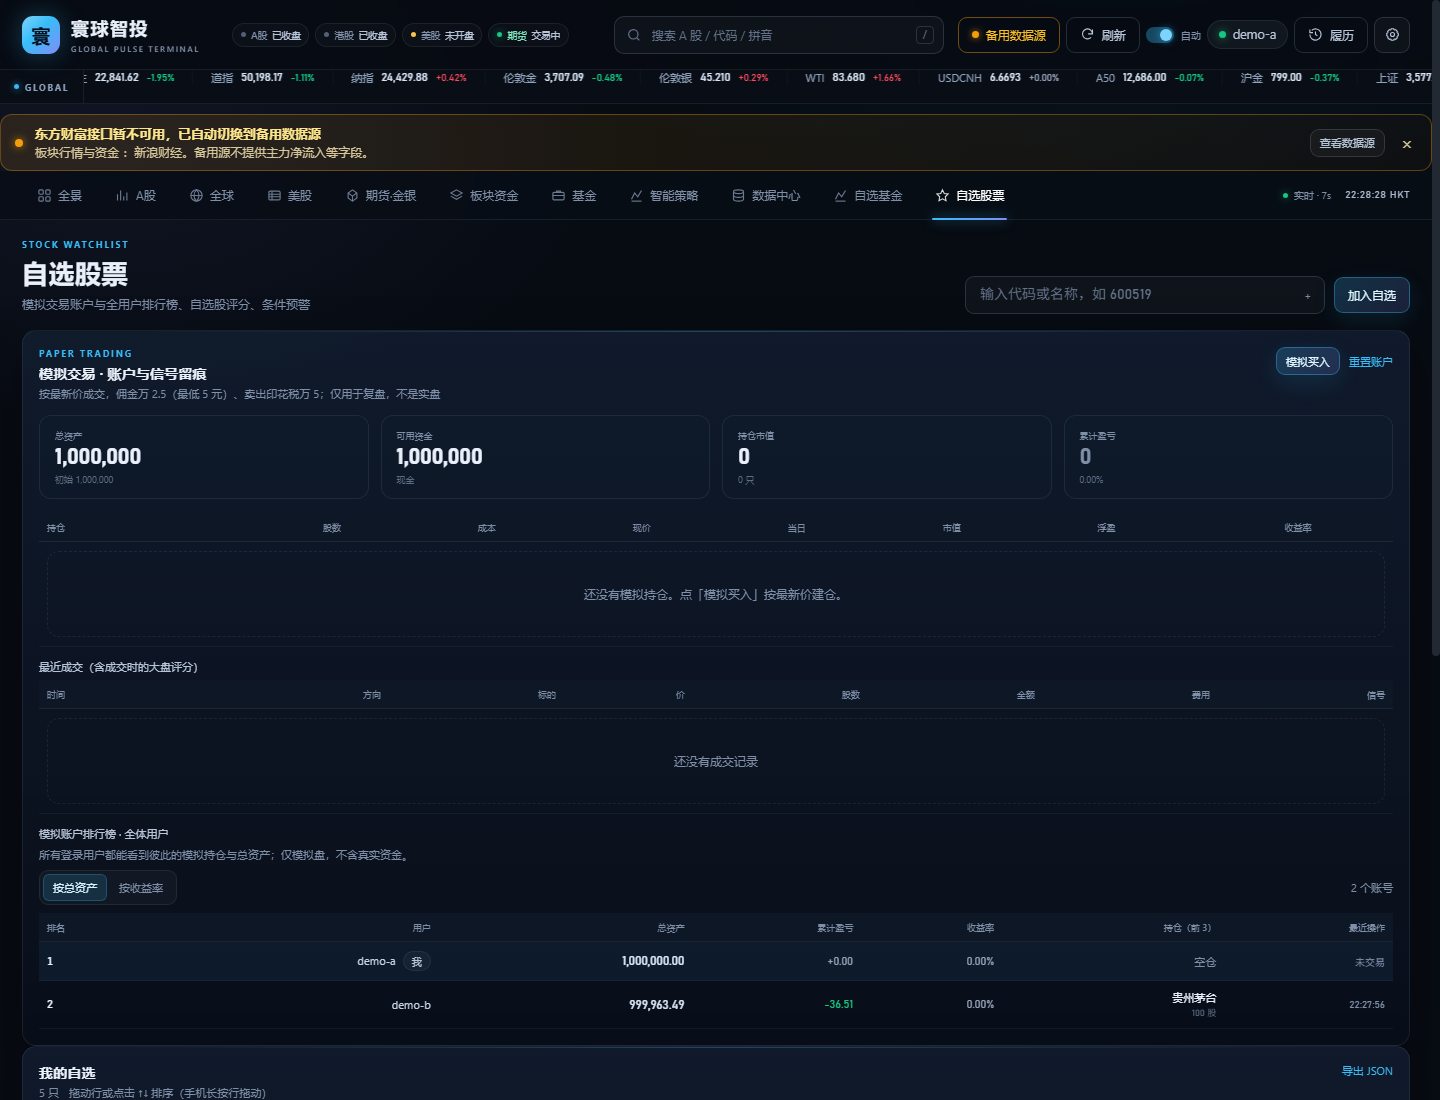 寰
寰球智投
GLOBAL PULSE TERMINAL
A股 已收盘
港股 已收盘
美股 未开盘
期货 交易中
搜索 A 股 / 代码 / 拼音 /
备用数据源
刷新
自动
demo-a
履历
GLOBAL
22,841.62 -1.95%
道指 50,198.17 -1.11%
纳指 24,429.88 +0.42%
伦敦金 3,707.09 -0.48%
伦敦银 45.210 +0.29%
WTI 83.680 +1.66%
USDCNH 6.6693 +0.00%
A50 12,686.00 -0.07%
沪金 799.00 -0.37%
上证 3,577
东方财富接口暂不可用，已自动切换到备用数据源
板块行情与资金：新浪财经。备用源不提供主力净流入等字段。
查看数据源 ×
全景
A股
全球
美股
期货·金银
板块资金
基金
智能策略
数据中心
自选基金
自选股票
实时 · 7s
22:28:28 HKT
STOCK WATCHLIST
自选股票
模拟交易账户与全用户排行榜、自选股评分、条件预警
输入代码或名称，如 600519 +
加入自选
PAPER TRADING
模拟交易 · 账户与信号留痕
按最新价成交，佣金万 2.5（最低 5 元）、卖出印花税万 5；仅用于复盘，不是实盘
模拟买入
重置账户
总资产
1,000,000
初始 1,000,000
可用资金
1,000,000
现金
持仓市值
0
0 只
累计盈亏
0
0.00%
持仓 股数 成本 现价 当日 市值 浮盈 收益率
还没有模拟持仓。点「模拟买入」按最新价建仓。
最近成交（含成交时的大盘评分）
时间 方向 标的 价 股数 金额 费用 信号
还没有成交记录
模拟账户排行榜 · 全体用户
所有登录用户都能看到彼此的模拟持仓与总资产；仅模拟盘，不含真实资金。
按总资产 按收益率
2 个账号
排名 用户 总资产 累计盈亏 收益率 持仓（前 3） 最近操作
1 demo-a 我 1,000,000.00 +0.00 0.00% 空仓 未交易
2 demo-b 999,963.49 -36.51 0.00% 贵州茅台 22:27:56
100 股
我的自选
5 只 拖动行或点击 ↑↓ 排序（手机长按行拖动）
导出 JSON